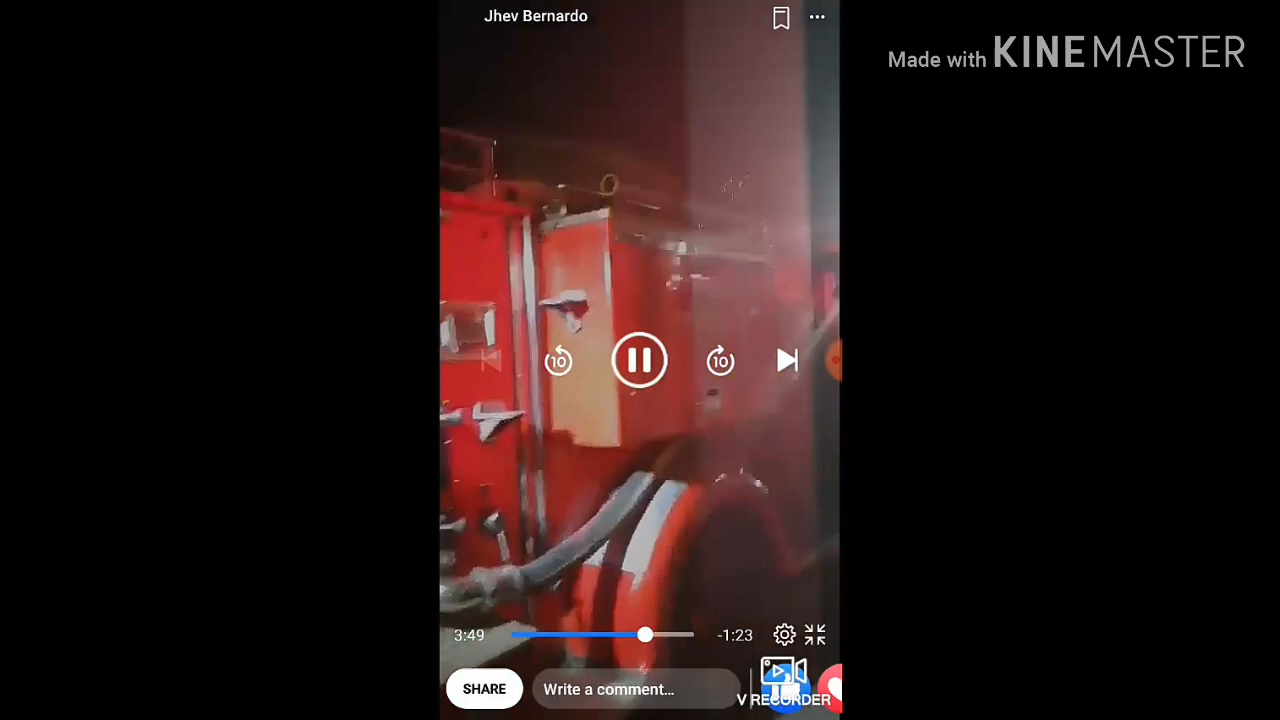 Jhev Bernardo
Made with KINEMASTER
10
10
3:49
-1:23
SHARE
Write a comment...
V RECORDER